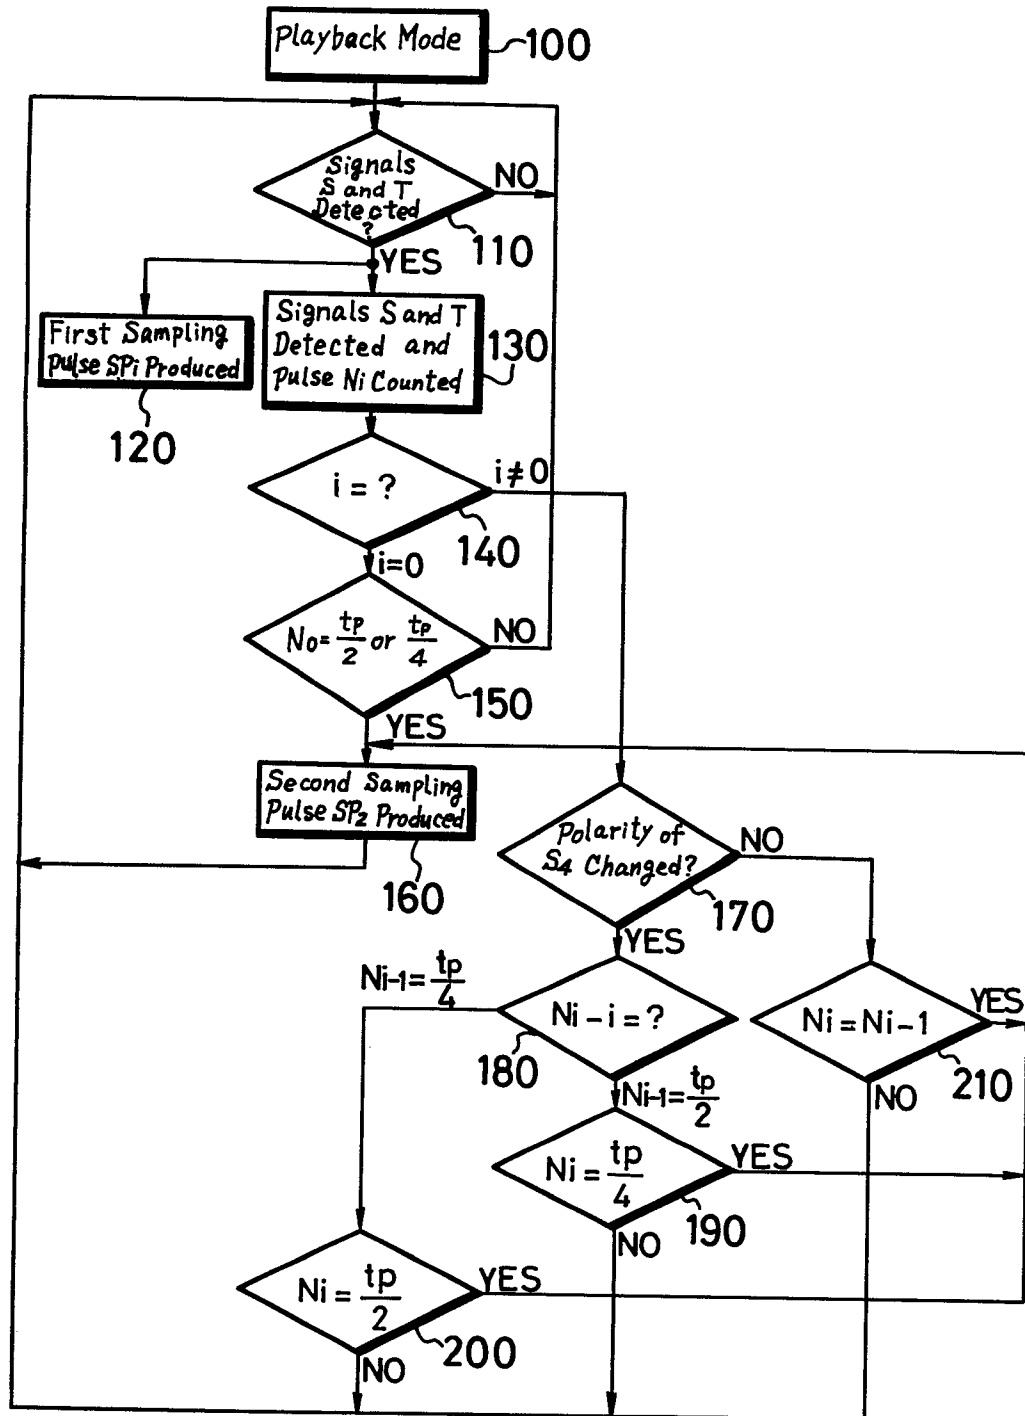 Playback Mode
100
Signals
S and T
Detected
?
NO
110
YES
First Sampling
Pulse SPi Produced
120
Signals S and T
Detected and
Pulse Ni Counted
130
i = ?
i≠0
140
i=0
No = tp/2 or tp/4
NO
150
YES
Second Sampling
Pulse SP2 Produced
160
Polarity of
S4 Changed?
NO
170
YES
Ni-1 = tp/4
Ni-i = ?
180
Ni = Ni-1
YES
210
NO
Ni-1 = tp/2
Ni = tp/4
YES
190
NO
Ni = tp/2
YES
200
NO